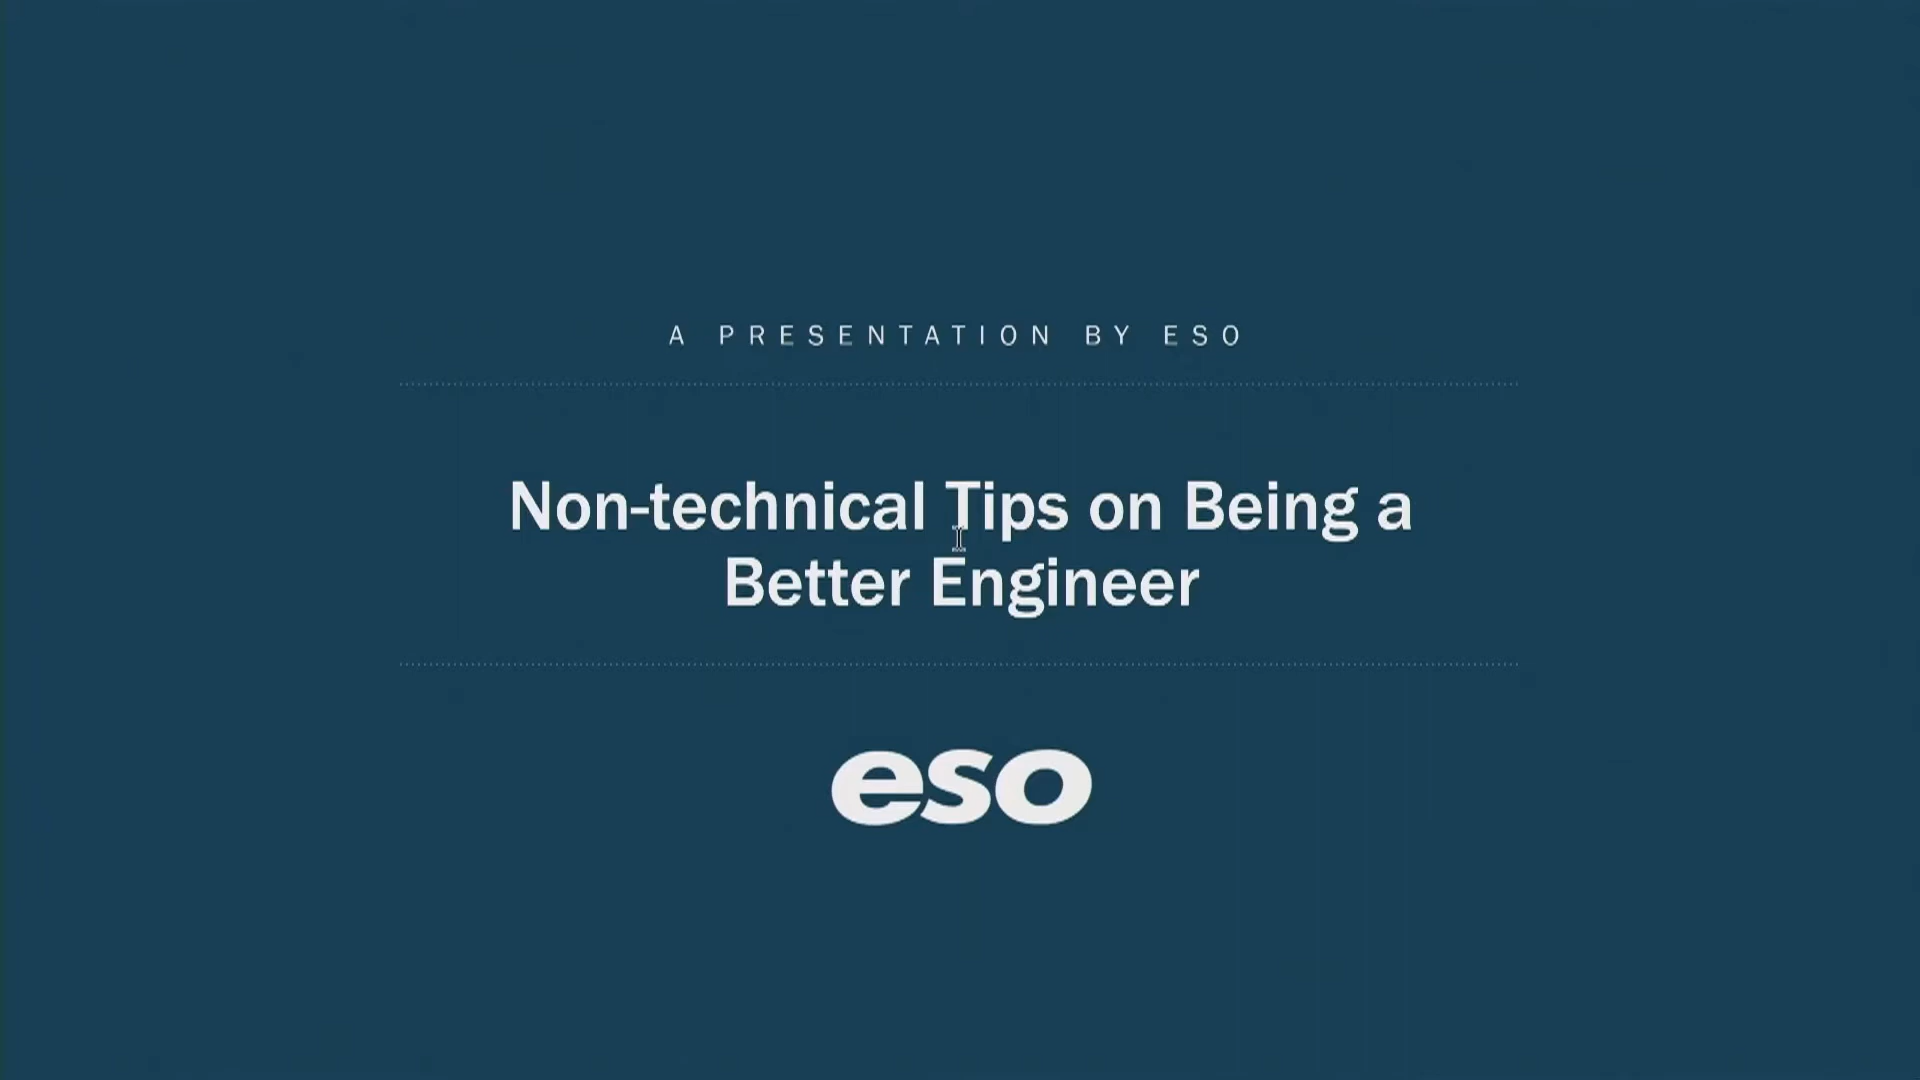 A PRESENTATION BY ESO
Non-technical Tips on Being a
Better Engineer
eso